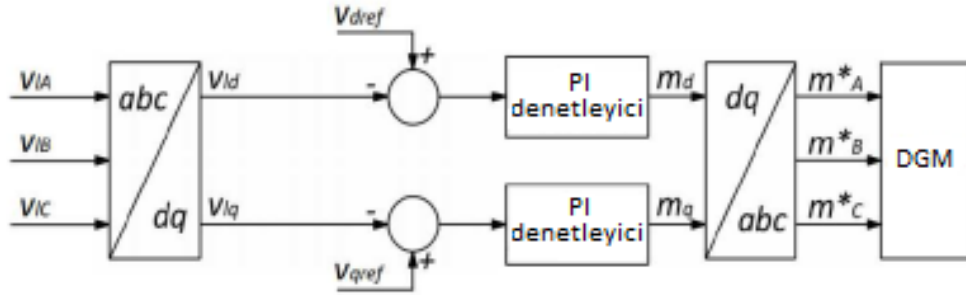 vdref
+
vlA
abc
vld
-
PI
denetleyici
md
dq
m*A
vlB
m*B
DGM
vlC
dq
vlq
-
PI
denetleyici
mq
abc
m*C
+
vqref